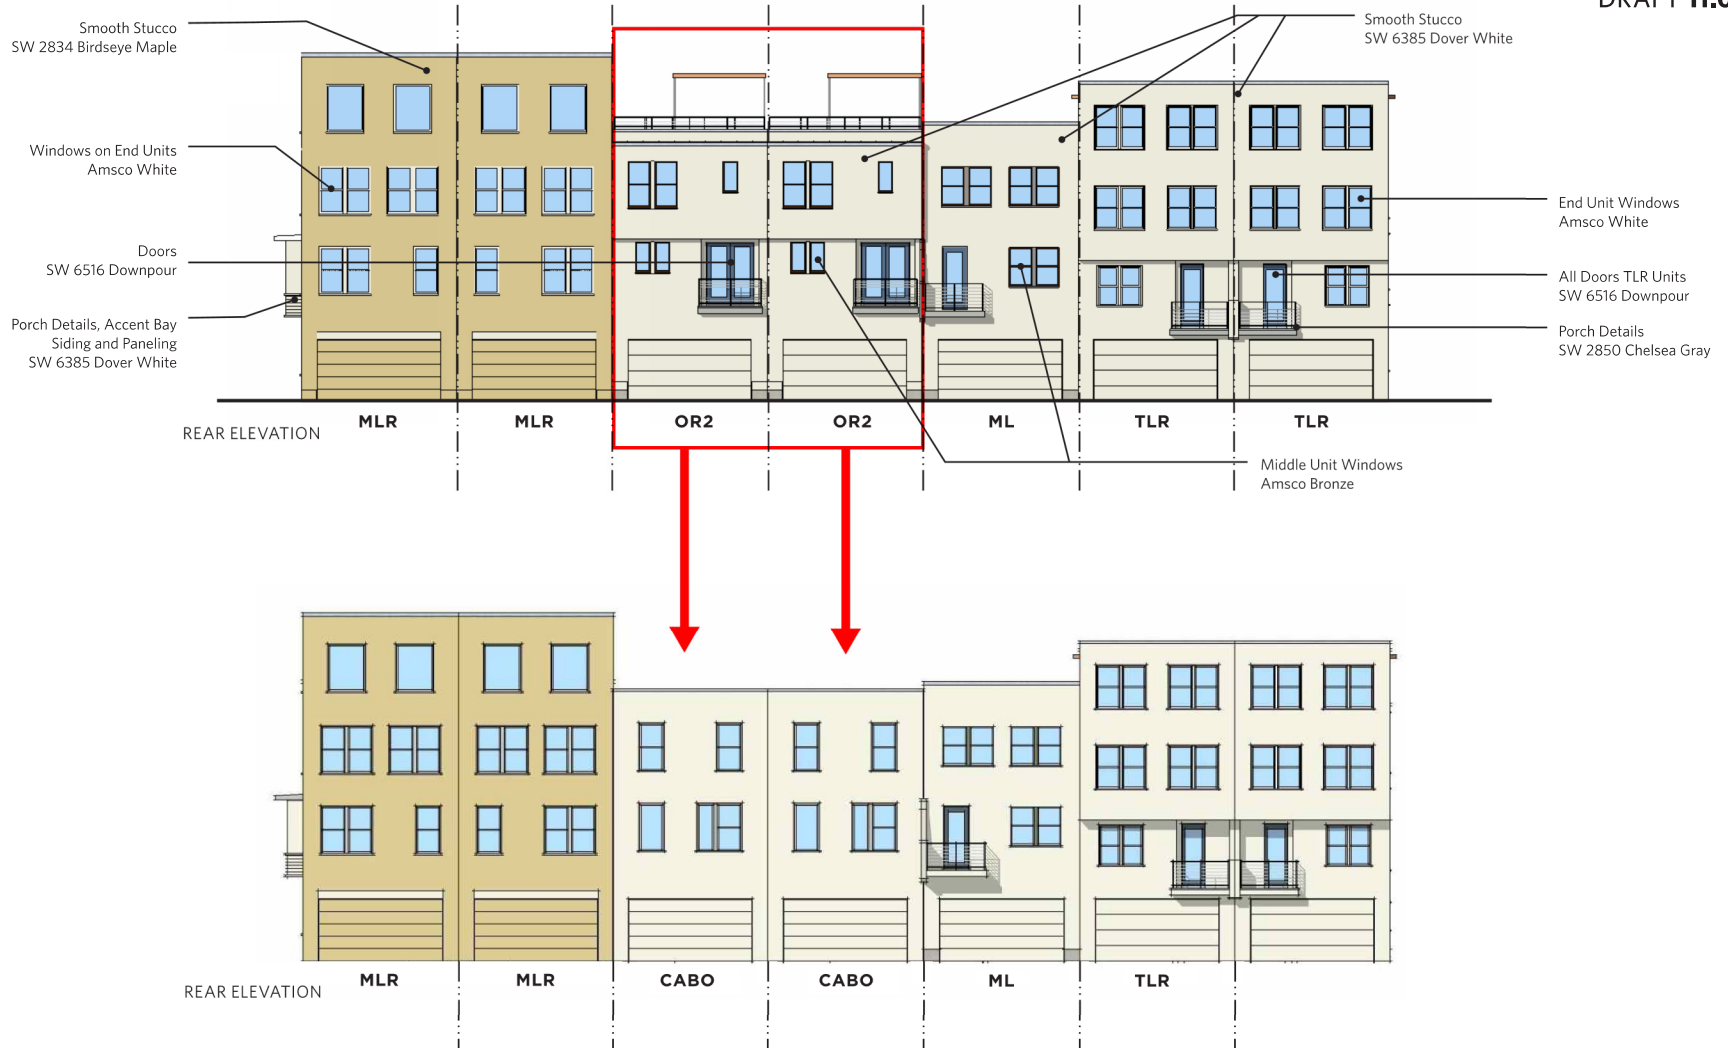 DRAFT
Smooth Stucco
SW 2834 Birdseye Maple
Smooth Stucco
SW 6385 Dover White
Windows on End Units
Amsco White
End Unit Windows
Amsco White
Doors
SW 6516 Downpour
All Doors TLR Units
SW 6516 Downpour
Porch Details, Accent Bay
Siding and Paneling
SW 6385 Dover White
Porch Details
SW 2850 Chelsea Gray
REAR ELEVATION
MLR
MLR
OR2
OR2
ML
TLR
TLR
Middle Unit Windows
Amsco Bronze
REAR ELEVATION
MLR
MLR
CABO
CABO
ML
TLR